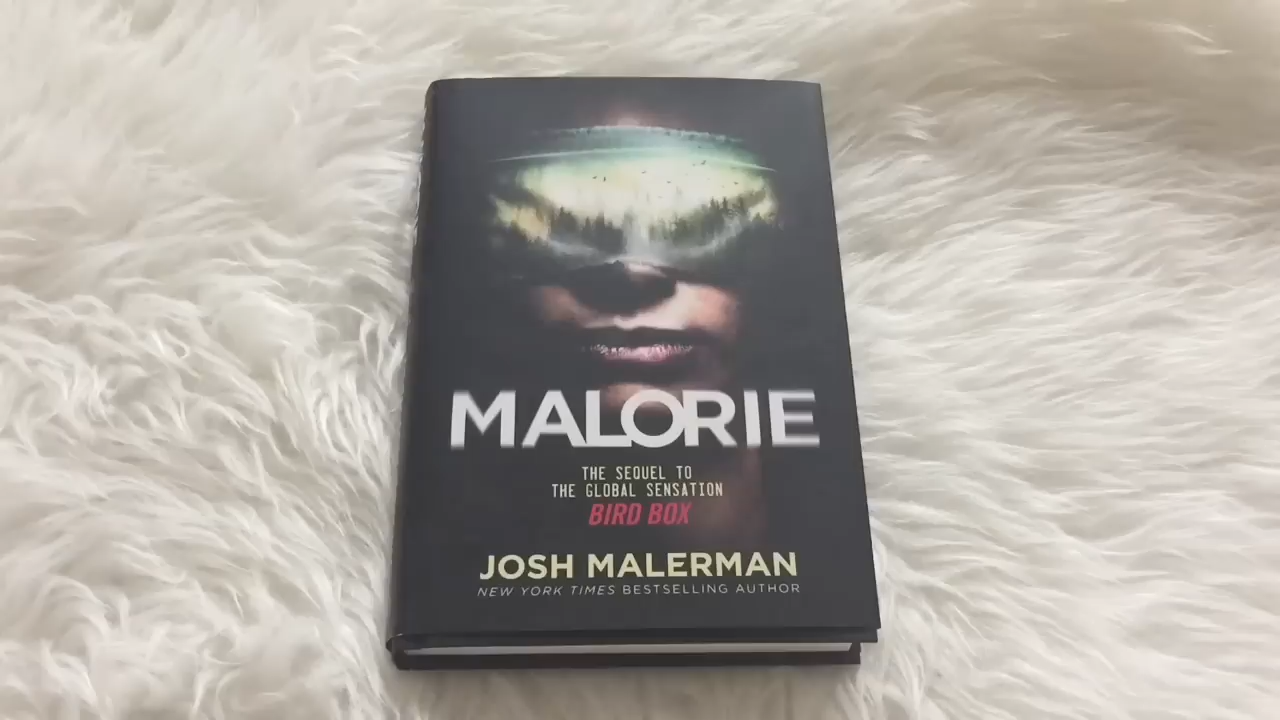 MALORIE
THE SEQUEL TO
THE GLOBAL SENSATION
BIRD BOX
JOSH MALERMAN
NEW YORK TIMES BESTSELLING AUTHOR